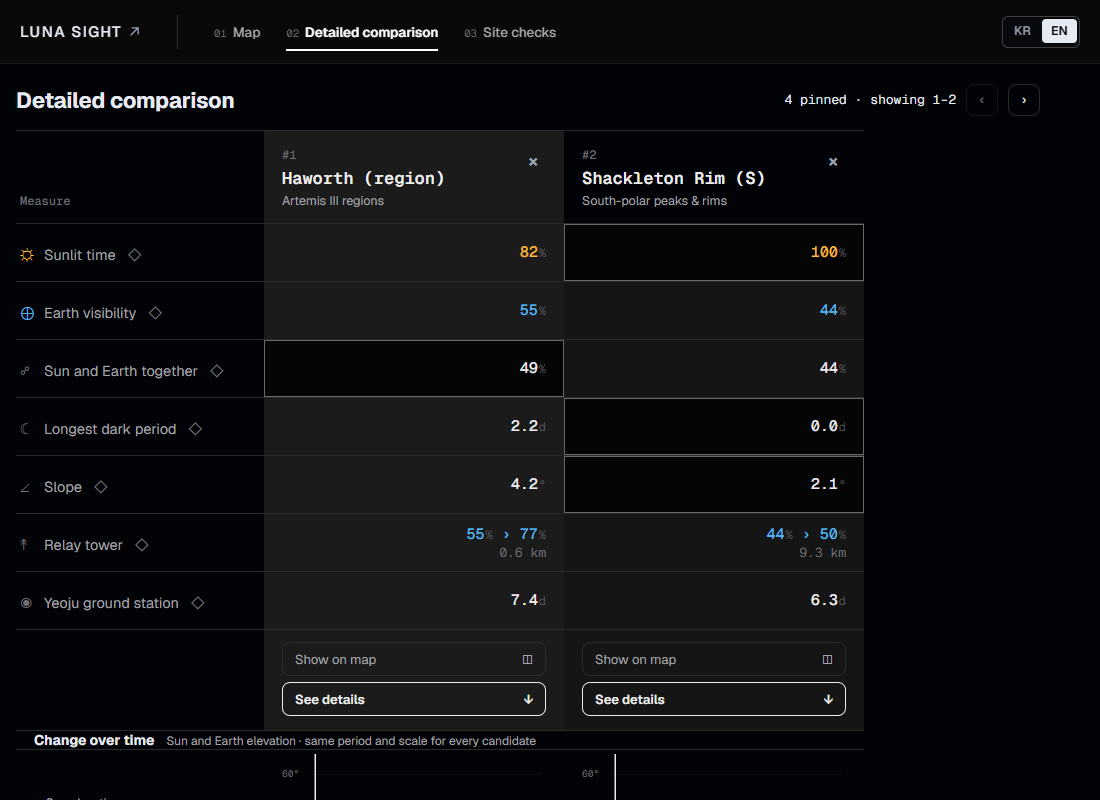 LUNA SIGHT ↗
01 Map
02 Detailed comparison
03 Site checks
KR EN
Detailed comparison
4 pinned · showing 1–2 ‹ ›
Measure
#1 ×
Haworth (region)
Artemis III regions
#2 ×
Shackleton Rim (S)
South-polar peaks & rims
Sunlit time 82% 100%
Earth visibility 55% 44%
Sun and Earth together 49% 44%
Longest dark period 2.2d 0.0d
Slope 4.2° 2.1°
Relay tower 55% › 77% 44% › 50%
0.6 km 9.3 km
Yeoju ground station 7.4d 6.3d
Show on map Show on map
See details ↓ See details ↓
Change over time Sun and Earth elevation · same period and scale for every candidate
60° 60°